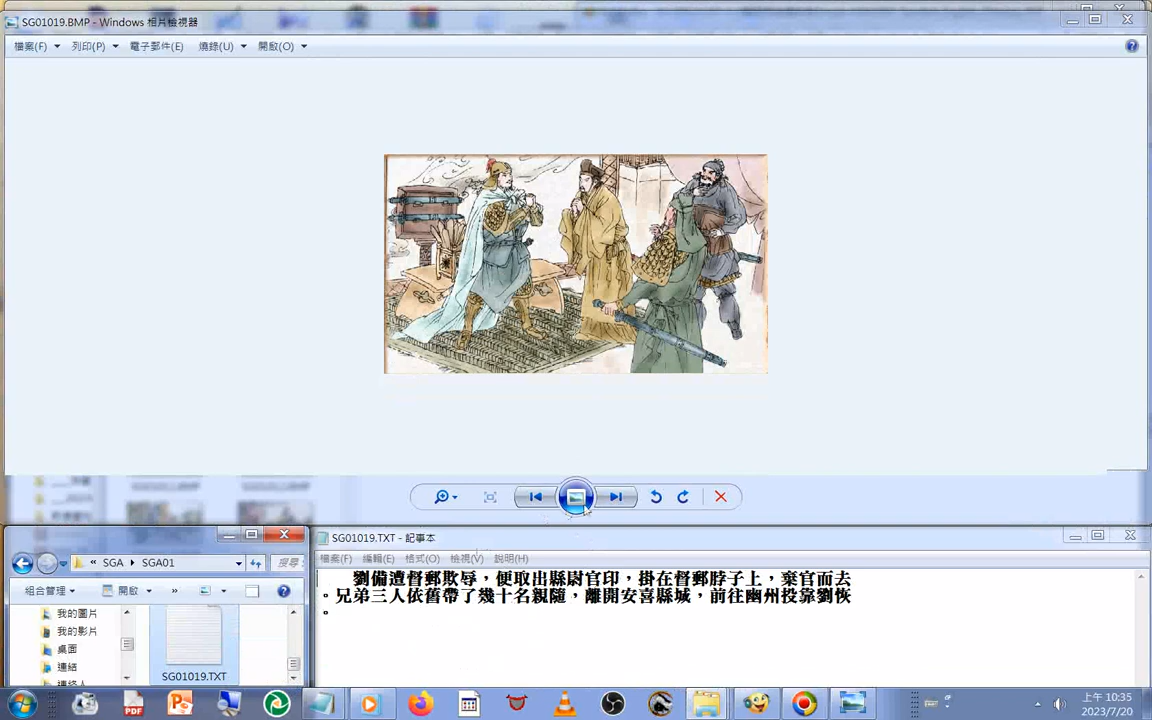 SG01019.BMP - Windows 相片檢視器
檔案(F) 列印(P) 電子郵件(E) 燒錄(U) 開啟(O)
SGA SGA01
組合管理 開啟
我的圖片
我的影片
桌面
連結
SG01019.TXT
SG01019.TXT - 記事本
檔案(F) 編輯(E) 格式(O) 檢視(V) 說明(H)
劉備遭督郵欺辱，便取出縣尉官印，掛在督郵脖子上，棄官而去
。兄弟三人依舊帶了幾十名親隨，離開安喜縣城，前往幽州投靠劉恢
。
上午 10:35
2023/7/20